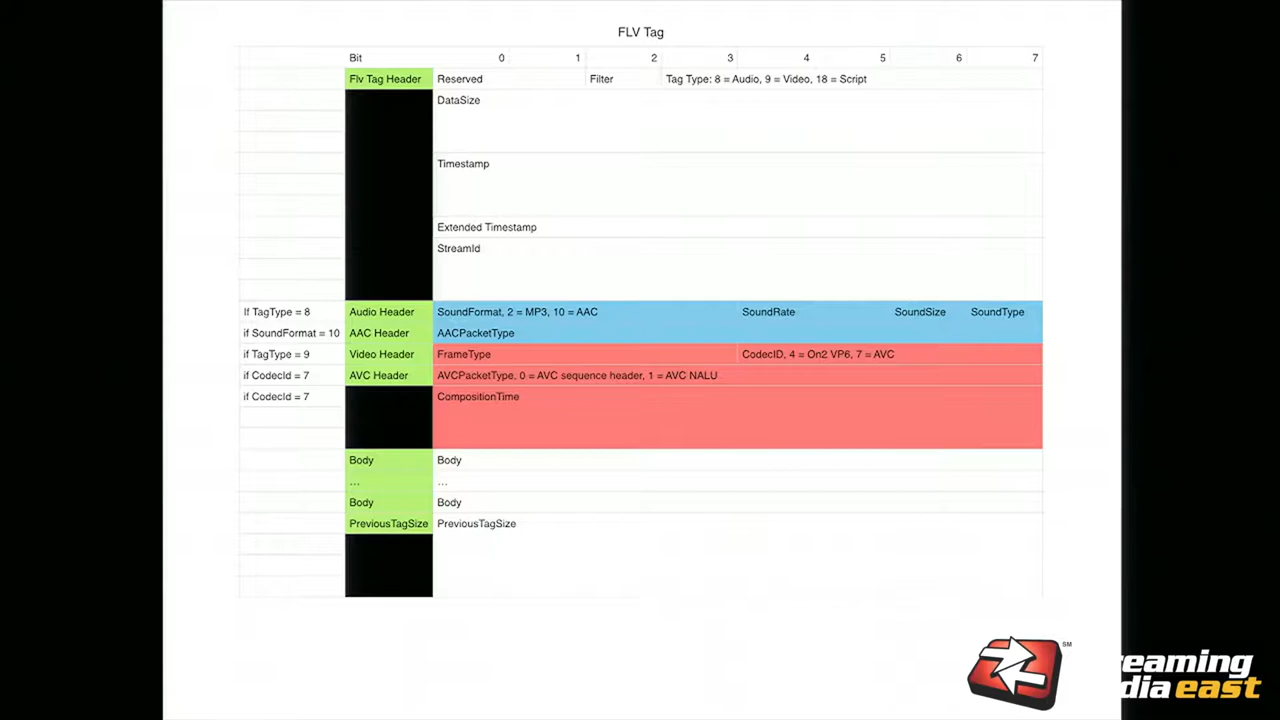 FLV Tag
Bit 0 1 2 3 4 5 6 7
Flv Tag Header Reserved Filter Tag Type: 8 = Audio, 9 = Video, 18 = Script
DataSize
Timestamp
Extended Timestamp
StreamId
If TagType = 8 Audio Header SoundFormat, 2 = MP3, 10 = AAC SoundRate SoundSize SoundType
if SoundFormat = 10 AAC Header AACPacketType
if TagType = 9 Video Header FrameType CodecID, 4 = On2 VP6, 7 = AVC
if CodecId = 7 AVC Header AVCPacketType, 0 = AVC sequence header, 1 = AVC NALU
if CodecId = 7 CompositionTime
Body Body
... ...
Body Body
PreviousTagSize PreviousTagSize
SM
eaming
dia east